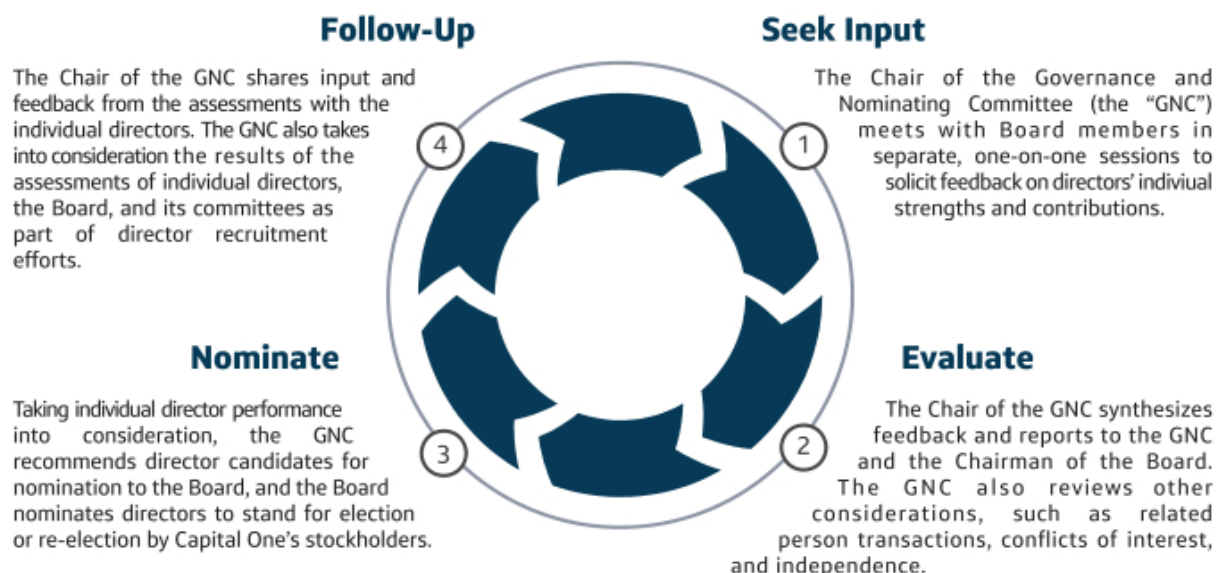 Follow-Up
The Chair of the GNC shares input and
feedback from the assessments with the
individual directors. The GNC also takes
into consideration the results of the
assessments of individual directors,
the Board, and its committees as
part of director recruitment
efforts.
4
Seek Input
The Chair of the Governance and
Nominating Committee (the “GNC”)
meets with Board members in
separate, one-on-one sessions to
solicit feedback on directors’ indiviual
strengths and contributions.
1
Nominate
Taking individual director performance
into consideration, the GNC
recommends director candidates for
nomination to the Board, and the Board
nominates directors to stand for election
or re-election by Capital One’s stockholders.
3
Evaluate
The Chair of the GNC synthesizes
feedback and reports to the GNC
and the Chairman of the Board.
The GNC also reviews other
considerations, such as related
person transactions, conflicts of interest,
and independence.
2